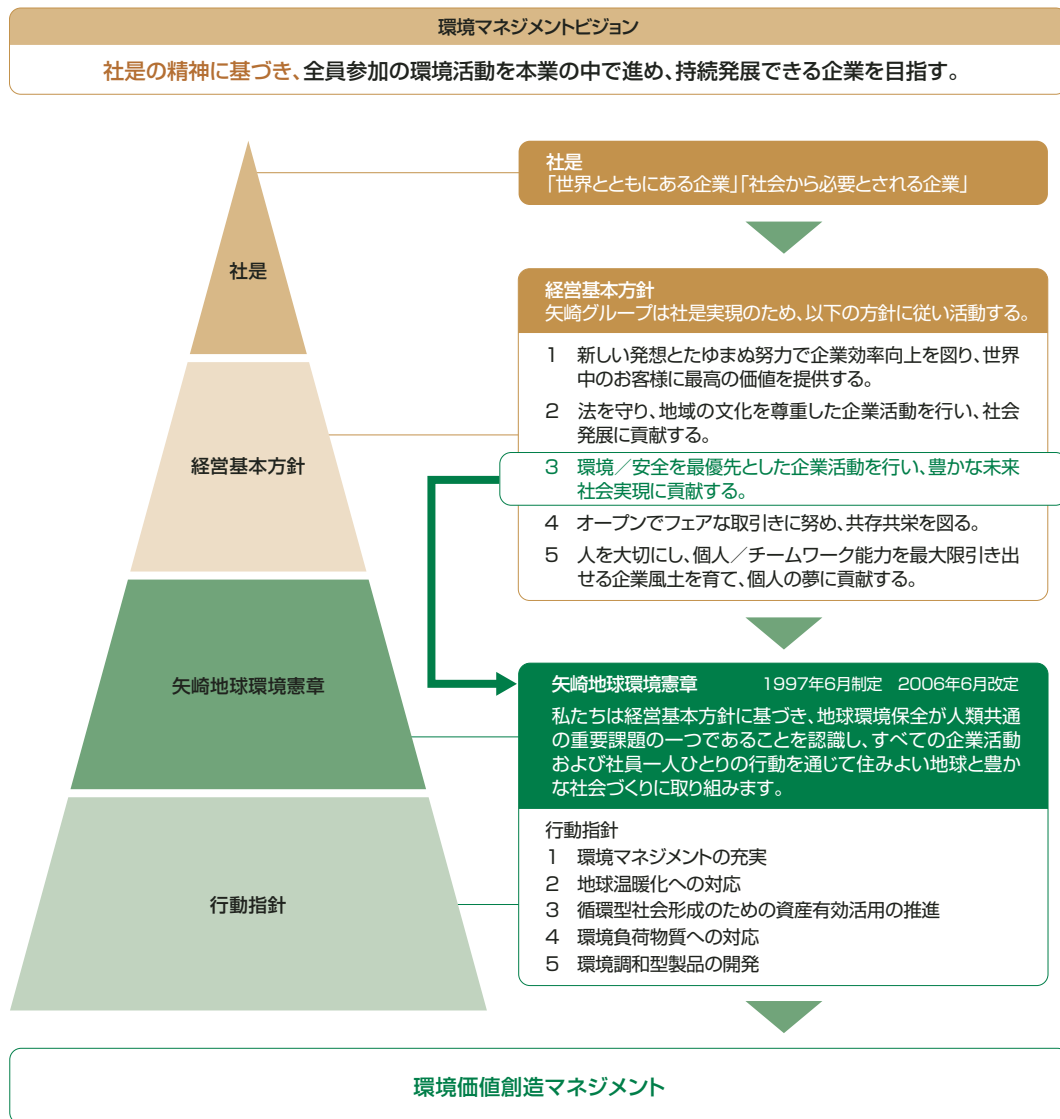 環境マネジメントビジョン
社是の精神に基づき、全員参加の環境活動を本業の中で進め、持続発展できる企業を目指す。
社是
「世界とともにある企業」「社会から必要とされる企業」
社是
経営基本方針
矢崎グループは社是実現のため、以下の方針に従い活動する。
1 新しい発想とたゆまぬ努力で企業効率向上を図り、世界
中のお客様に最高の価値を提供する。
2 法を守り、地域の文化を尊重した企業活動を行い、社会
発展に貢献する。
3 環境／安全を最優先とした企業活動を行い、豊かな未来
社会実現に貢献する。
4 オープンでフェアな取引きに努め、共存共栄を図る。
5 人を大切にし、個人／チームワーク能力を最大限引き出
せる企業風土を育て、個人の夢に貢献する。
経営基本方針
矢崎地球環境憲章
矢崎地球環境憲章 1997年6月制定 2006年6月改定
私たちは経営基本方針に基づき、地球環境保全が人類共通
の重要課題の一つであることを認識し、すべての企業活動
および社員一人ひとりの行動を通じて住みよい地球と豊か
な社会づくりに取り組みます。
行動指針
行動指針
1 環境マネジメントの充実
2 地球温暖化への対応
3 循環型社会形成のための資産有効活用の推進
4 環境負荷物質への対応
5 環境調和型製品の開発
環境価値創造マネジメント